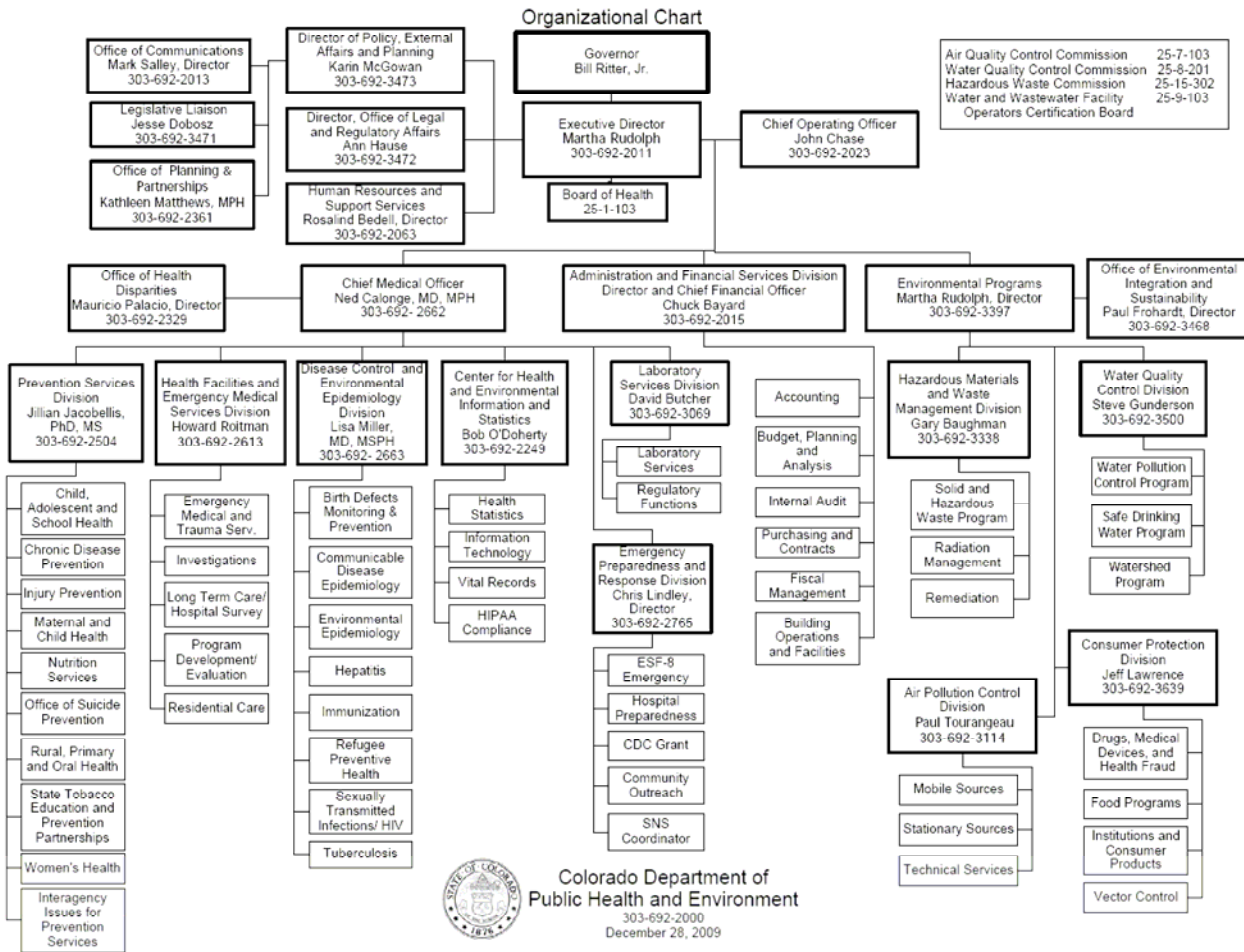 Organizational Chart
Office of Communications
Mark Salley, Director
303-692-2013
Director of Policy, External
Affairs and Planning
Karin McGowan
303-692-3473
Governor
Bill Ritter, Jr.
Air Quality Control Commission 25-7-103
Water Quality Control Commission 25-8-201
Hazardous Waste Commission 25-15-302
Water and Wastewater Facility 25-9-103
Operators Certification Board
Legislative Liaison
Jesse Dobosz
303-692-3471
Director, Office of Legal
and Regulatory Affairs
Ann Hause
303-692-3472
Executive Director
Martha Rudolph
303-692-2011
Chief Operating Officer
John Chase
303-692-2023
Office of Planning &
Partnerships
Kathleen Matthews, MPH
303-692-2361
Human Resources and
Support Services
Rosalind Bedell, Director
303-692-2063
Board of Health
25-1-103
Office of Health
Disparities
Mauricio Palacio, Director
303-692-2329
Chief Medical Officer
Ned Calonge, MD, MPH
303-692- 2662
Administration and Financial Services Division
Director and Chief Financial Officer
Chuck Bayard
303-692-2015
Environmental Programs
Martha Rudolph, Director
303-692-3397
Office of Environmental
Integration and
Sustainability
Paul Frohardt, Director
303-692-3468
Prevention Services
Division
Jillian Jacobellis,
PhD, MS
303-692-2504
Health Facilities and
Emergency Medical
Services Division
Howard Roitman
303-692-2613
Disease Control and
Environmental
Epidemiology
Division
Lisa Miller,
MD, MSPH
303-692- 2663
Center for Health
and Environmental
Information and
Statistics
Bob O'Doherty
303-692-2249
Laboratory
Services Division
David Butcher
303-692-3069
Hazardous Materials
and Waste
Management Division
Gary Baughman
303-692-3338
Water Quality
Control Division
Steve Gunderson
303-692-3500
Child,
Adolescent and
School Health
Chronic Disease
Prevention
Injury Prevention
Maternal and
Child Health
Nutrition
Services
Office of Suicide
Prevention
Rural, Primary
and Oral Health
State Tobacco
Education and
Prevention
Partnerships
Women's Health
Interagency
Issues for
Prevention
Services
Emergency
Medical and
Trauma Serv.
Investigations
Long Term Care/
Hospital Survey
Program
Development/
Evaluation
Residential Care
Birth Defects
Monitoring &
Prevention
Communicable
Disease
Epidemiology
Environmental
Epidemiology
Hepatitis
Immunization
Refugee
Preventive
Health
Sexually
Transmitted
Infections/ HIV
Tuberculosis
Health
Statistics
Information
Technology
Vital Records
HIPAA
Compliance
Laboratory
Services
Regulatory
Functions
Emergency
Preparedness and
Response Division
Chris Lindley,
Director
303-692-2765
ESF-8
Emergency
Hospital
Preparedness
CDC Grant
Community
Outreach
SNS
Coordinator
Accounting
Budget, Planning
and
Analysis
Internal Audit
Purchasing and
Contracts
Fiscal
Management
Building
Operations
and Facilities
Solid and
Hazardous
Waste Program
Radiation
Management
Remediation
Water Pollution
Control Program
Safe Drinking
Water Program
Watershed
Program
Air Pollution Control
Division
Paul Tourangeau
303-692-3114
Mobile Sources
Stationary Sources
Technical Services
Consumer Protection
Division
Jeff Lawrence
303-692-3639
Drugs, Medical
Devices, and
Health Fraud
Food Programs
Institutions and
Consumer
Products
Vector Control
STATE OF COLORADO
1876
Colorado Department of
Public Health and Environment
303-692-2000
December 28, 2009